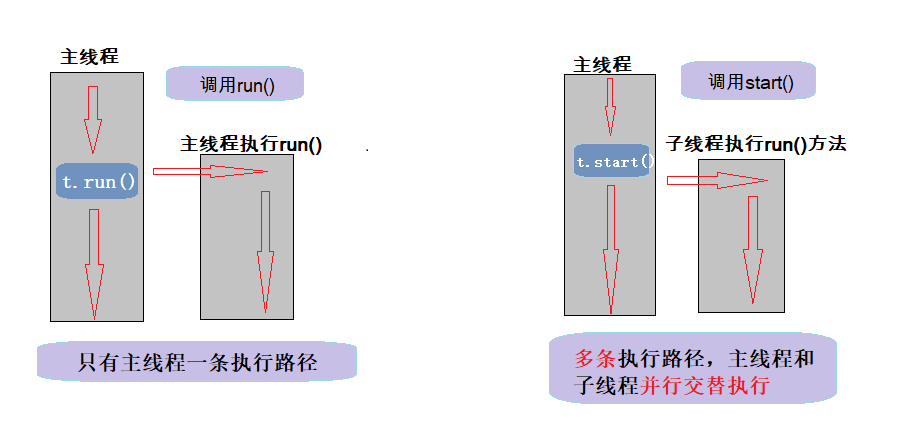 主线程
调用run()
主线程执行run()
t.run()
只有主线程一条执行路径
主线程
调用start()
子线程执行run()方法
t.start()
多条执行路径，主线程和
子线程并行交替执行